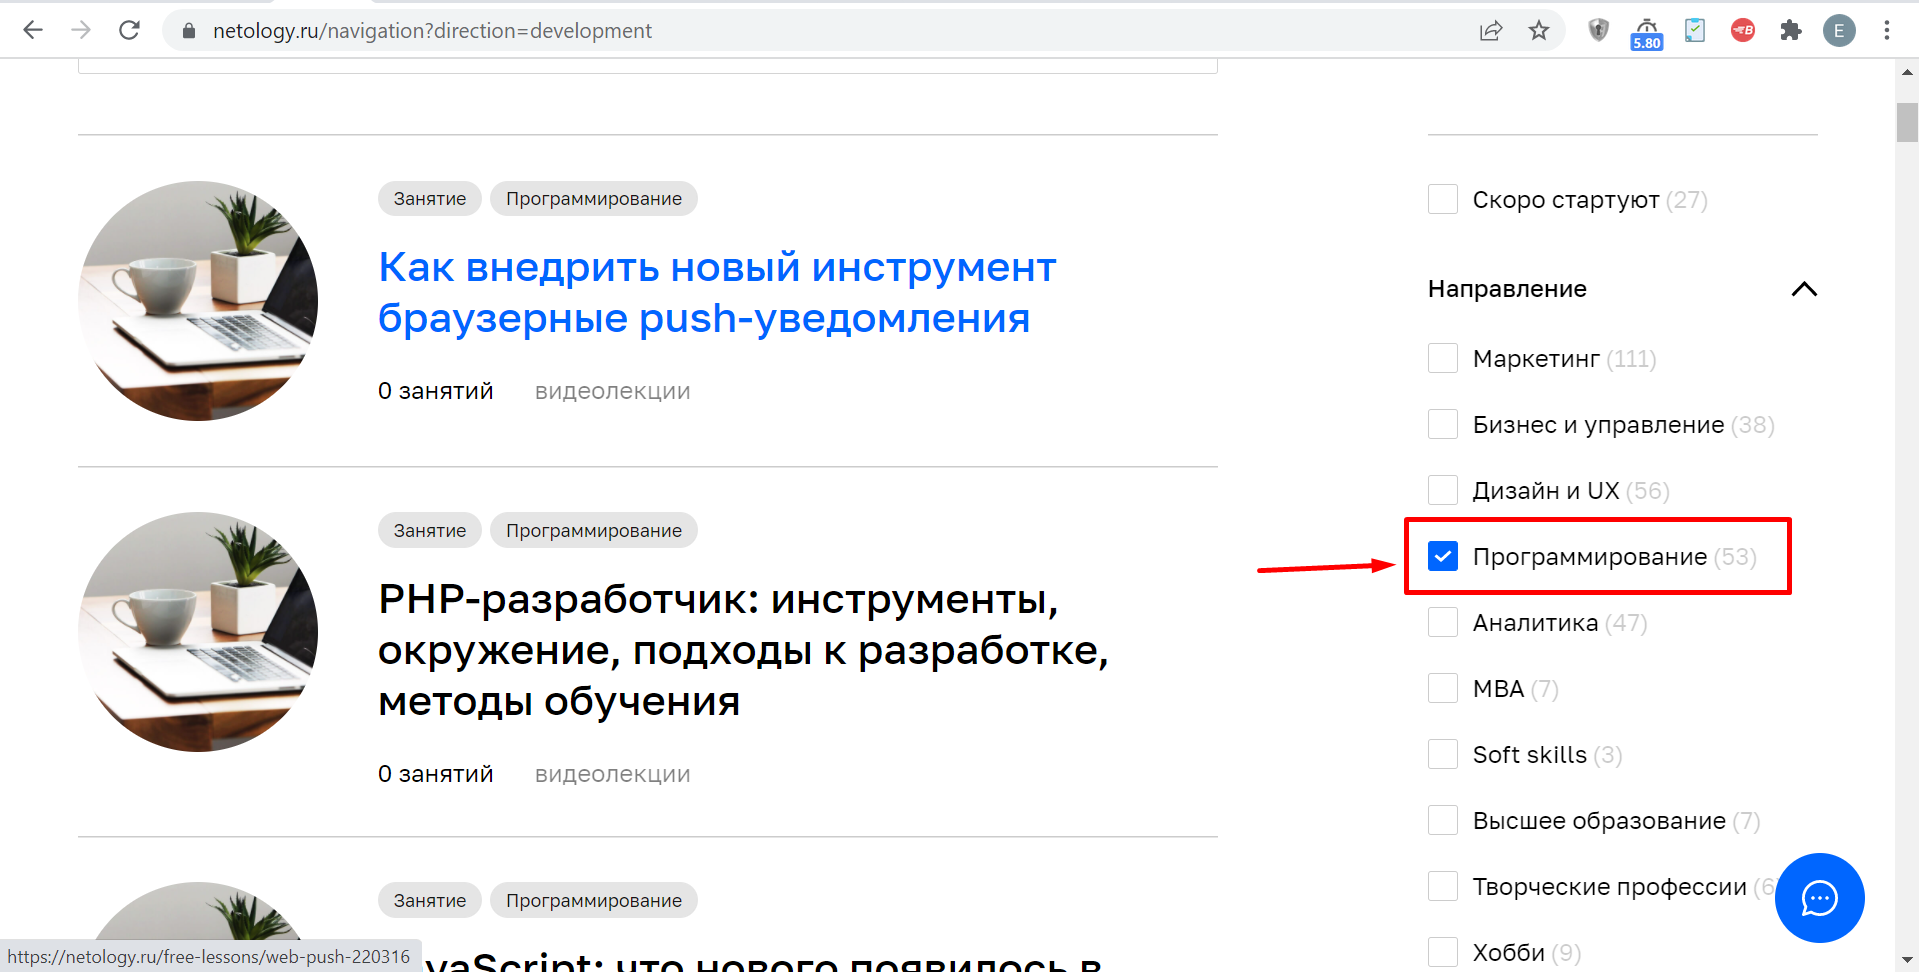 netology.ru/navigation?direction=development
5.80
B
E
Занятие
Программирование
Как внедрить новый инструмент
браузерные push-уведомления
0 занятий
видеолекции
Занятие
Программирование
PHP-разработчик: инструменты,
окружение, подходы к разработке,
методы обучения
0 занятий
видеолекции
Занятие
Программирование
vaScript: что нового появилось в
Скоро стартуют (27)
Направление
Маркетинг (111)
Бизнес и управление (38)
Дизайн и UX (56)
Программирование (53)
Аналитика (47)
MBA (7)
Soft skills (3)
Высшее образование (7)
Творческие профессии (6
Хобби (9)
https://netology.ru/free-lessons/web-push-220316